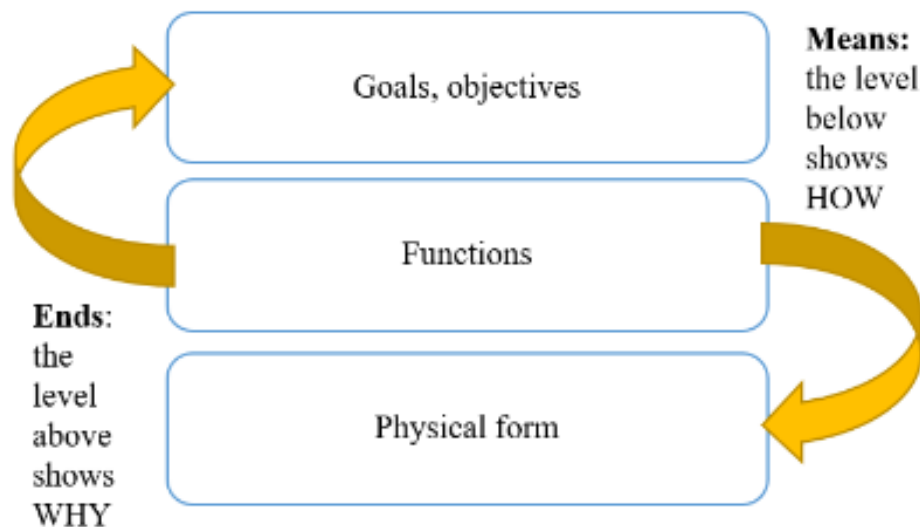 Goals, objectives
Means:
the level
below
shows
HOW
Functions
Ends:
the
level
above
shows
WHY
Physical form